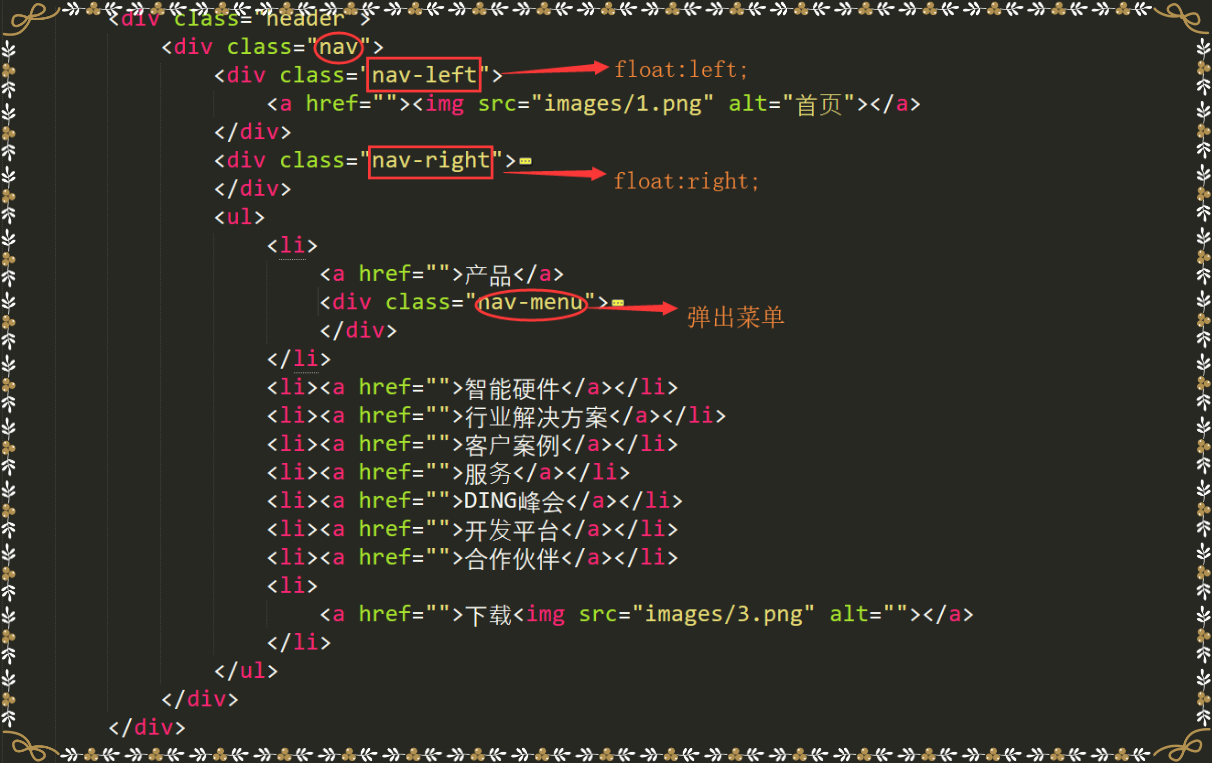 <div class="header">
<div class="nav">
<div class="nav-left"> float:left;
<a href=""><img src="images/1.png" alt="首页"></a>
</div>
<div class="nav-right"> float:right;
</div>
<ul>
<li>
<a href="">产品</a>
<div class="nav-menu"> 弹出菜单
</div>
</li>
<li><a href="">智能硬件</a></li>
<li><a href="">行业解决方案</a></li>
<li><a href="">客户案例</a></li>
<li><a href="">服务</a></li>
<li><a href="">DING峰会</a></li>
<li><a href="">开发平台</a></li>
<li><a href="">合作伙伴</a></li>
<li>
<a href="">下载<img src="images/3.png" alt=""></a>
</li>
</ul>
</div>
</div>